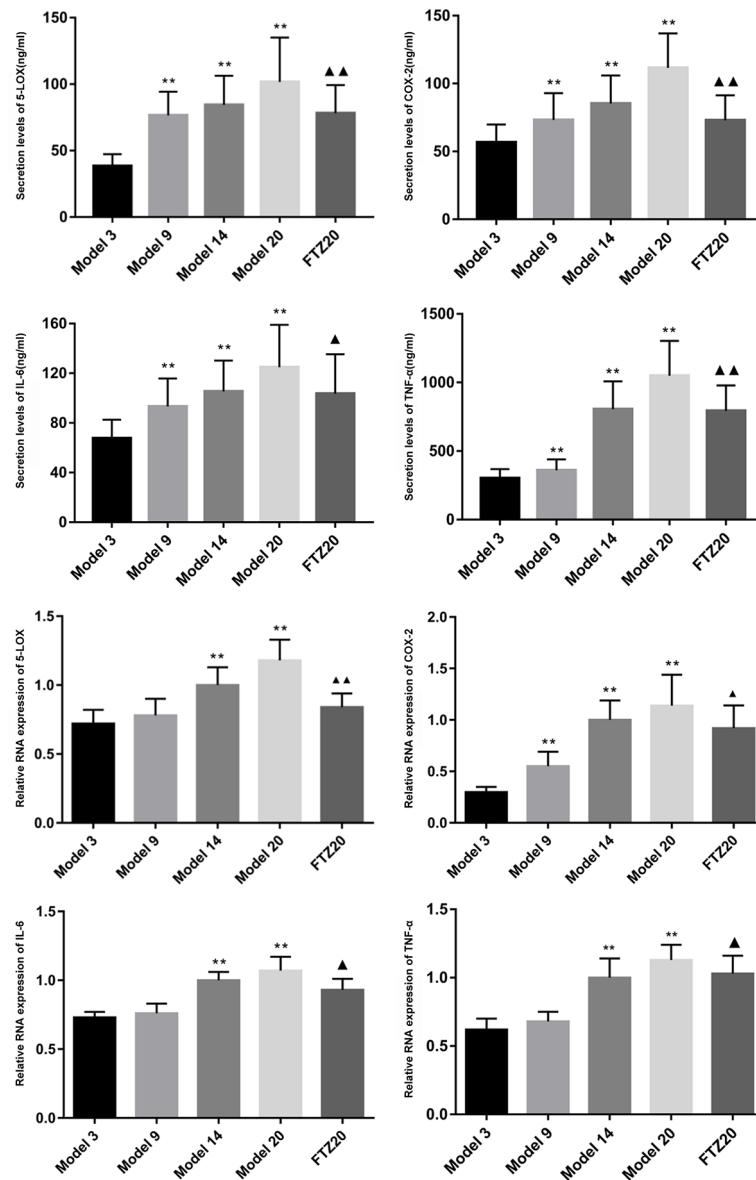 Secretion levels of 5-LOX(ng/ml)
150
100
50
0
**
**
**
▲▲
Model 3
Model 9
Model 14
Model 20
FTZ20
Secretion levels of COX-2(ng/ml)
150
100
50
0
**
**
**
▲▲
Model 3
Model 9
Model 14
Model 20
FTZ20
Secretion levels of IL-6(ng/ml)
160
120
80
40
0
**
**
**
▲
Model 3
Model 9
Model 14
Model 20
FTZ20
Secretion levels of TNF-α(ng/ml)
1500
1000
500
0
**
**
**
▲▲
Model 3
Model 9
Model 14
Model 20
FTZ20
Relative RNA expression of 5-LOX
1.5
1.0
0.5
0.0
**
**
▲▲
Model 3
Model 9
Model 14
Model 20
FTZ20
Relative RNA expression of COX-2
2.0
1.5
1.0
0.5
0.0
**
**
**
▲
Model 3
Model 9
Model 14
Model 20
FTZ20
Relative RNA expression of IL-6
1.5
1.0
0.5
0.0
**
**
▲
Model 3
Model 9
Model 14
Model 20
FTZ20
Relative RNA expression of TNF-α
1.5
1.0
0.5
0.0
**
**
▲
Model 3
Model 9
Model 14
Model 20
FTZ20